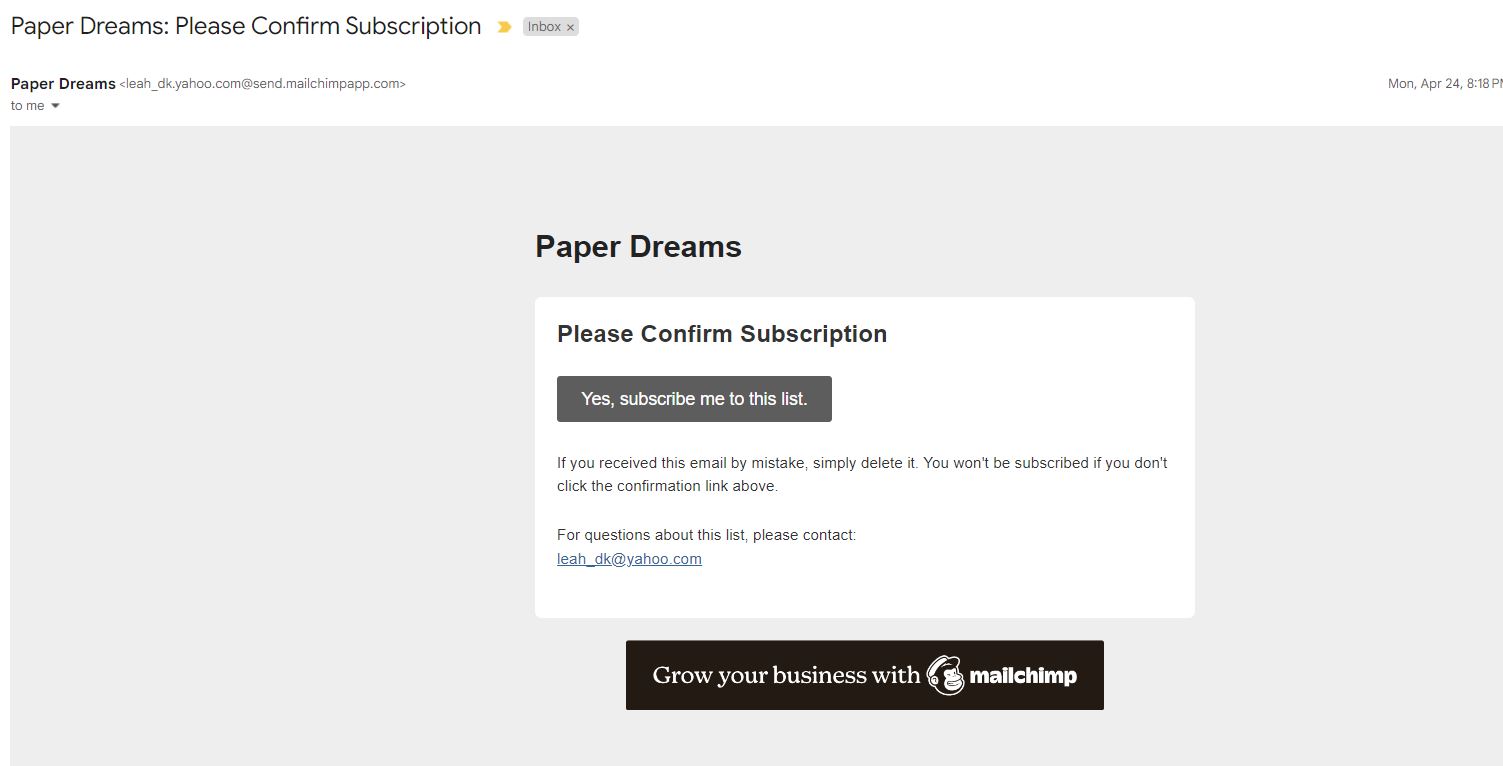 Paper Dreams: Please Confirm Subscription Inbox ×
Paper Dreams <leah_dk.yahoo.com@send.mailchimpapp.com> Mon, Apr 24, 8:18 PM
to me
Paper Dreams
Please Confirm Subscription
Yes, subscribe me to this list.
If you received this email by mistake, simply delete it. You won't be subscribed if you don't
click the confirmation link above.
For questions about this list, please contact:
leah_dk@yahoo.com
Grow your business with mailchimp